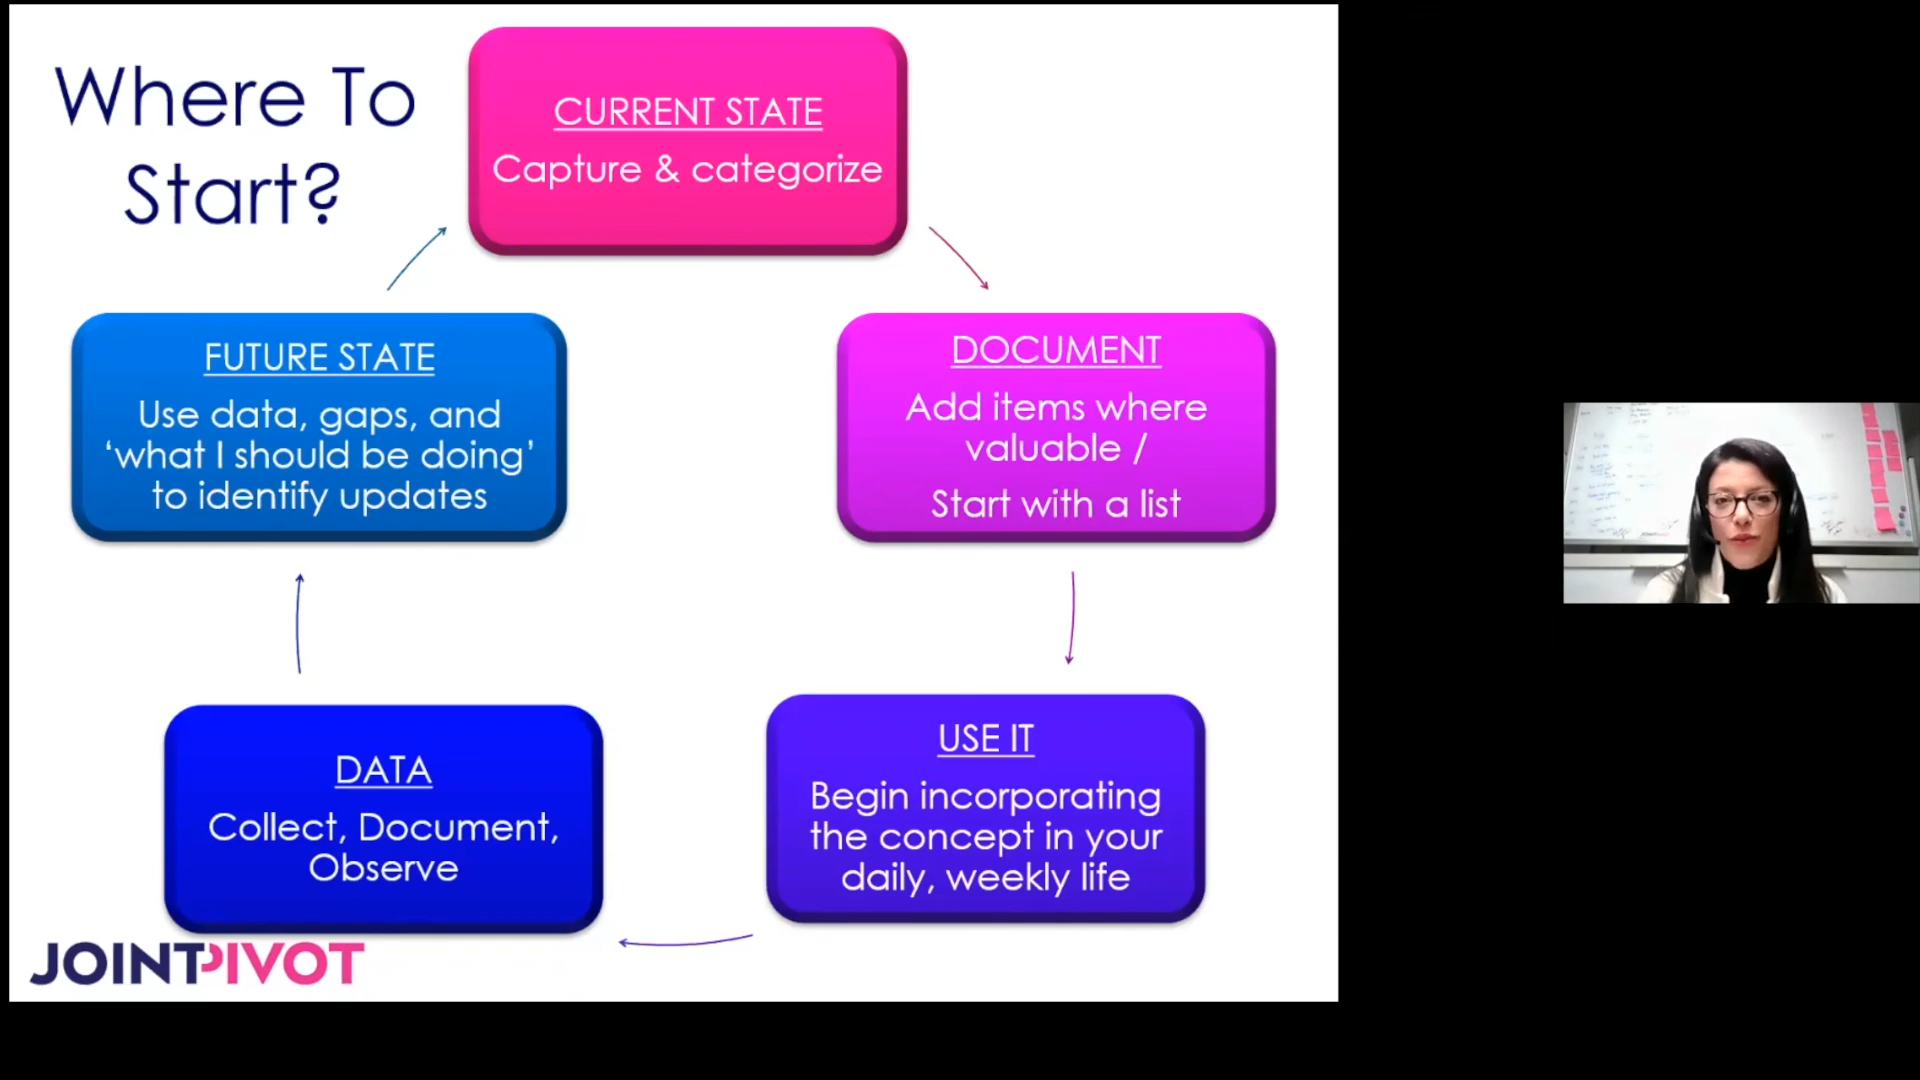 Where To
Start?
CURRENT STATE
Capture & categorize
DOCUMENT
Add items where
valuable /
Start with a list
USE IT
Begin incorporating
the concept in your
daily, weekly life
DATA
Collect, Document,
Observe
FUTURE STATE
Use data, gaps, and
‘what I should be doing’
to identify updates
JOINTPIVOT